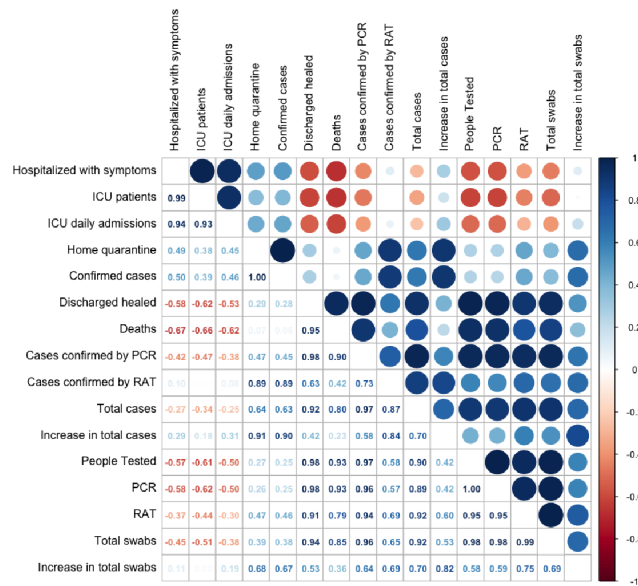 Hospitalized with symptoms
ICU patients
ICU daily admissions
Home quarantine
Confirmed cases
Discharged healed
Deaths
Cases confirmed by PCR
Cases confirmed by RAT
Total cases
Increase in total cases
People Tested
PCR
RAT
Total swabs
Increase in total swabs
Hospitalized with symptoms
ICU patients 0.99
ICU daily admissions 0.94 0.93
Home quarantine 0.49 0.38 0.45
Confirmed cases 0.50 0.39 0.46 1.00
Discharged healed -0.58 -0.62 -0.53 0.29 0.28
Deaths -0.67 -0.66 -0.62 0.95
Cases confirmed by PCR -0.42 -0.47 -0.38 0.47 0.45 0.98 0.90
Cases confirmed by RAT 0.10 0.89 0.89 0.63 0.42 0.73
Total cases -0.27 -0.34 -0.25 0.64 0.63 0.92 0.80 0.97 0.87
Increase in total cases 0.29 0.18 0.31 0.91 0.90 0.42 0.23 0.58 0.84 0.70
People Tested -0.57 -0.61 -0.50 0.27 0.25 0.98 0.93 0.97 0.58 0.90 0.42
PCR -0.58 -0.62 -0.50 0.26 0.25 0.98 0.93 0.96 0.57 0.89 0.42 1.00
RAT -0.37 -0.44 -0.30 0.47 0.46 0.91 0.79 0.94 0.69 0.92 0.60 0.95 0.95
Total swabs -0.45 -0.51 -0.38 0.39 0.38 0.94 0.85 0.96 0.65 0.92 0.53 0.98 0.98 0.99
Increase in total swabs 0.11 0.19 0.68 0.67 0.53 0.36 0.64 0.69 0.70 0.82 0.58 0.59 0.75 0.69
1
0.8
0.6
0.4
0.2
0
-0.2
-0.4
-0.6
-0.8
-1